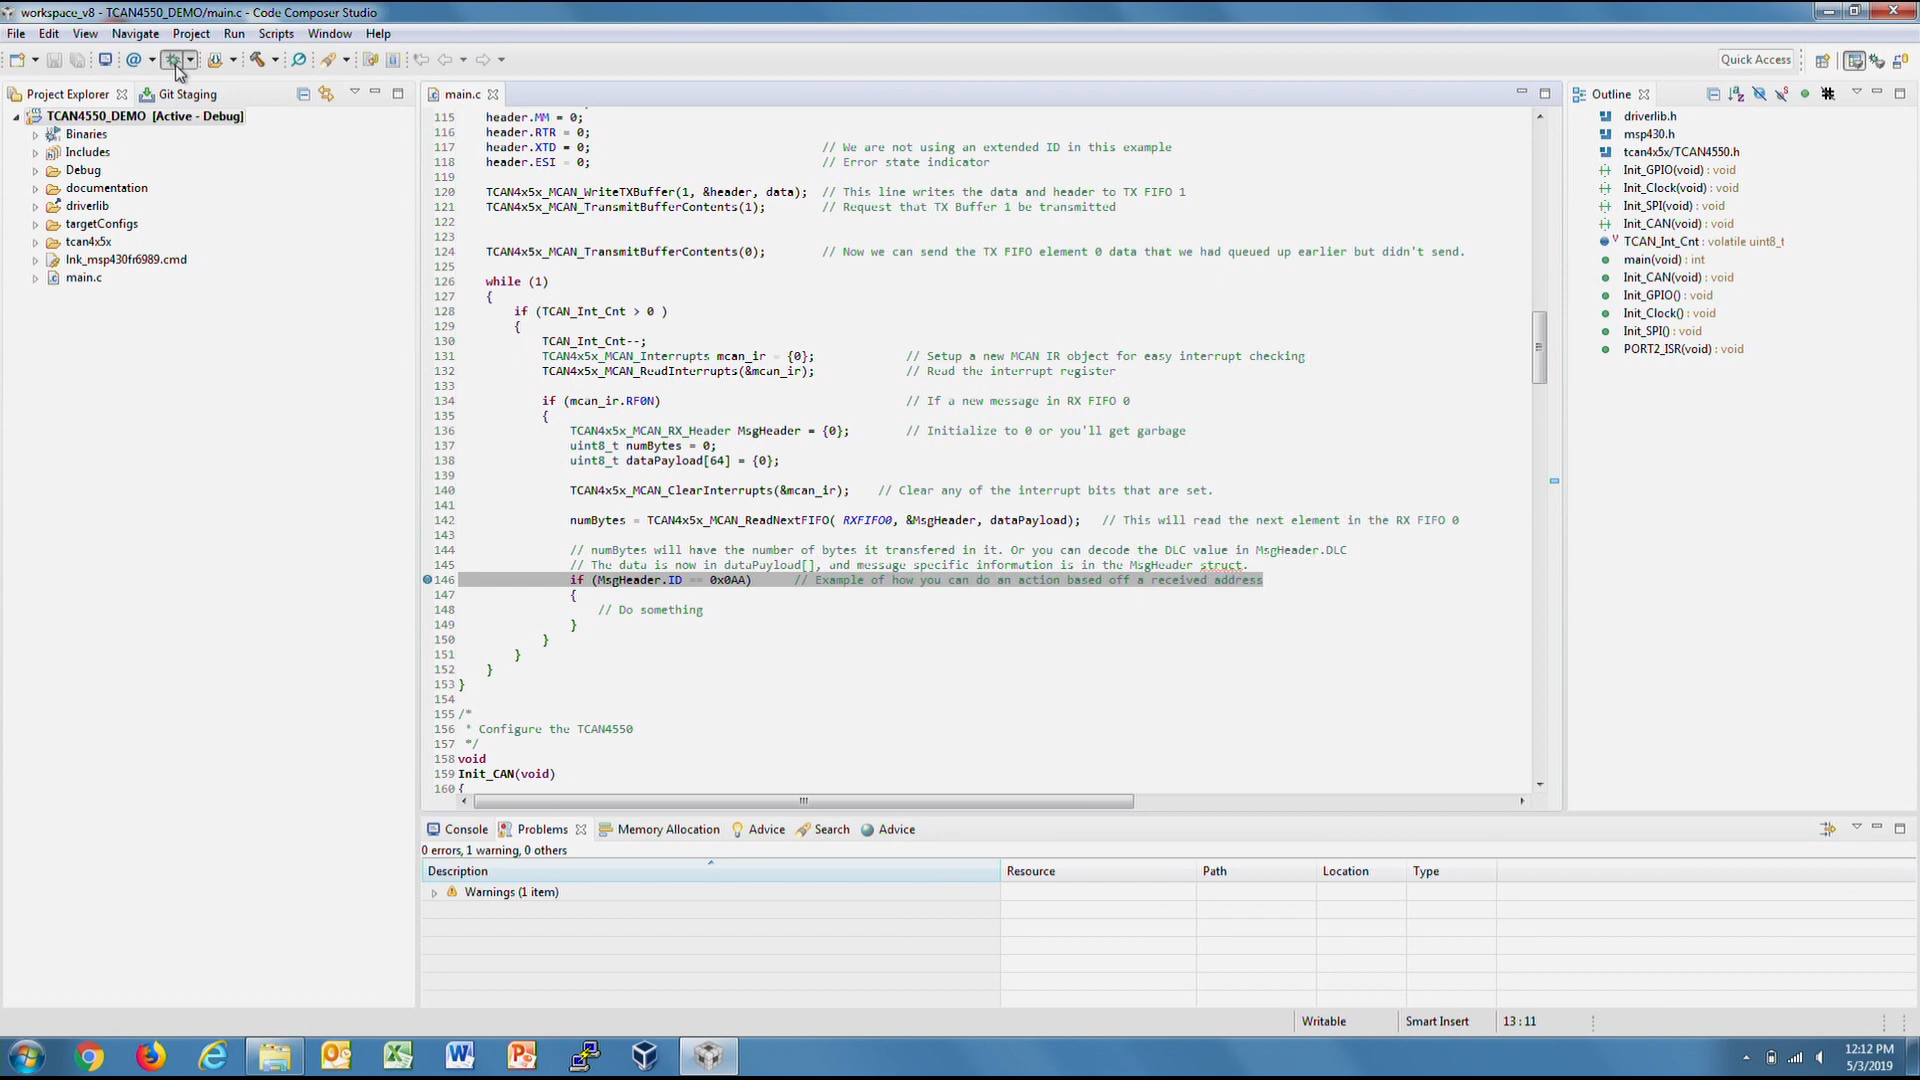 workspace_v8 - TCAN4550_DEMO/main.c - Code Composer Studio
File Edit View Navigate Project Run Scripts Window Help
Quick Access
Project Explorer Git Staging
TCAN4550_DEMO [Active - Debug]
Binaries
Includes
Debug
documentation
driverlib
targetConfigs
tcan4x5x
lnk_msp430fr6989.cmd
main.c
main.c
115 header.MM = 0;
116 header.RTR = 0;
117 header.XTD = 0; // We are not using an extended ID in this example
118 header.ESI = 0; // Error state indicator
119
120 TCAN4x5x_MCAN_WriteTXBuffer(1, &header, data); // This line writes the data and header to TX FIFO 1
121 TCAN4x5x_MCAN_TransmitBufferContents(1); // Request that TX Buffer 1 be transmitted
122
123
124 TCAN4x5x_MCAN_TransmitBufferContents(0); // Now we can send the TX FIFO element 0 data that we had queued up earlier but didn't send.
125
126 while (1)
127 {
128 if (TCAN_Int_Cnt > 0 )
129 {
130 TCAN_Int_Cnt--;
131 TCAN4x5x_MCAN_Interrupts mcan_ir = {0}; // Setup a new MCAN IR object for easy interrupt checking
132 TCAN4x5x_MCAN_ReadInterrupts(&mcan_ir); // Read the interrupt register
133
134 if (mcan_ir.RF0N) // If a new message in RX FIFO 0
135 {
136 TCAN4x5x_MCAN_RX_Header MsgHeader = {0}; // Initialize to 0 or you'll get garbage
137 uint8_t numBytes = 0;
138 uint8_t dataPayload[64] = {0};
139
140 TCAN4x5x_MCAN_ClearInterrupts(&mcan_ir); // Clear any of the interrupt bits that are set.
141
142 numBytes = TCAN4x5x_MCAN_ReadNextFIFO( RXFIFO0, &MsgHeader, dataPayload); // This will read the next element in the RX FIFO 0
143
144 // numBytes will have the number of bytes it transfered in it. Or you can decode the DLC value in MsgHeader.DLC
145 // The data is now in dataPayload[], and message specific information is in the MsgHeader struct.
146 if (MsgHeader.ID == 0x0AA) // Example of how you can do an action based off a received address
147 {
148 // Do something
149 }
150 }
151 }
152 }
153 }
154
155 /*
156 * Configure the TCAN4550
157 */
158 void
159 Init_CAN(void)
160 {
Outline
driverlib.h
msp430.h
tcan4x5x/TCAN4550.h
Init_GPIO(void) : void
Init_Clock(void) : void
Init_SPI(void) : void
Init_CAN(void) : void
TCAN_Int_Cnt : volatile uint8_t
main(void) : int
Init_CAN(void) : void
Init_GPIO() : void
Init_Clock() : void
Init_SPI() : void
PORT2_ISR(void) : void
Console Problems Memory Allocation Advice Search Advice
0 errors, 1 warning, 0 others
Description Resource Path Location Type
Warnings (1 item)
Writable Smart Insert 13 : 11
12:12 PM
5/3/2019